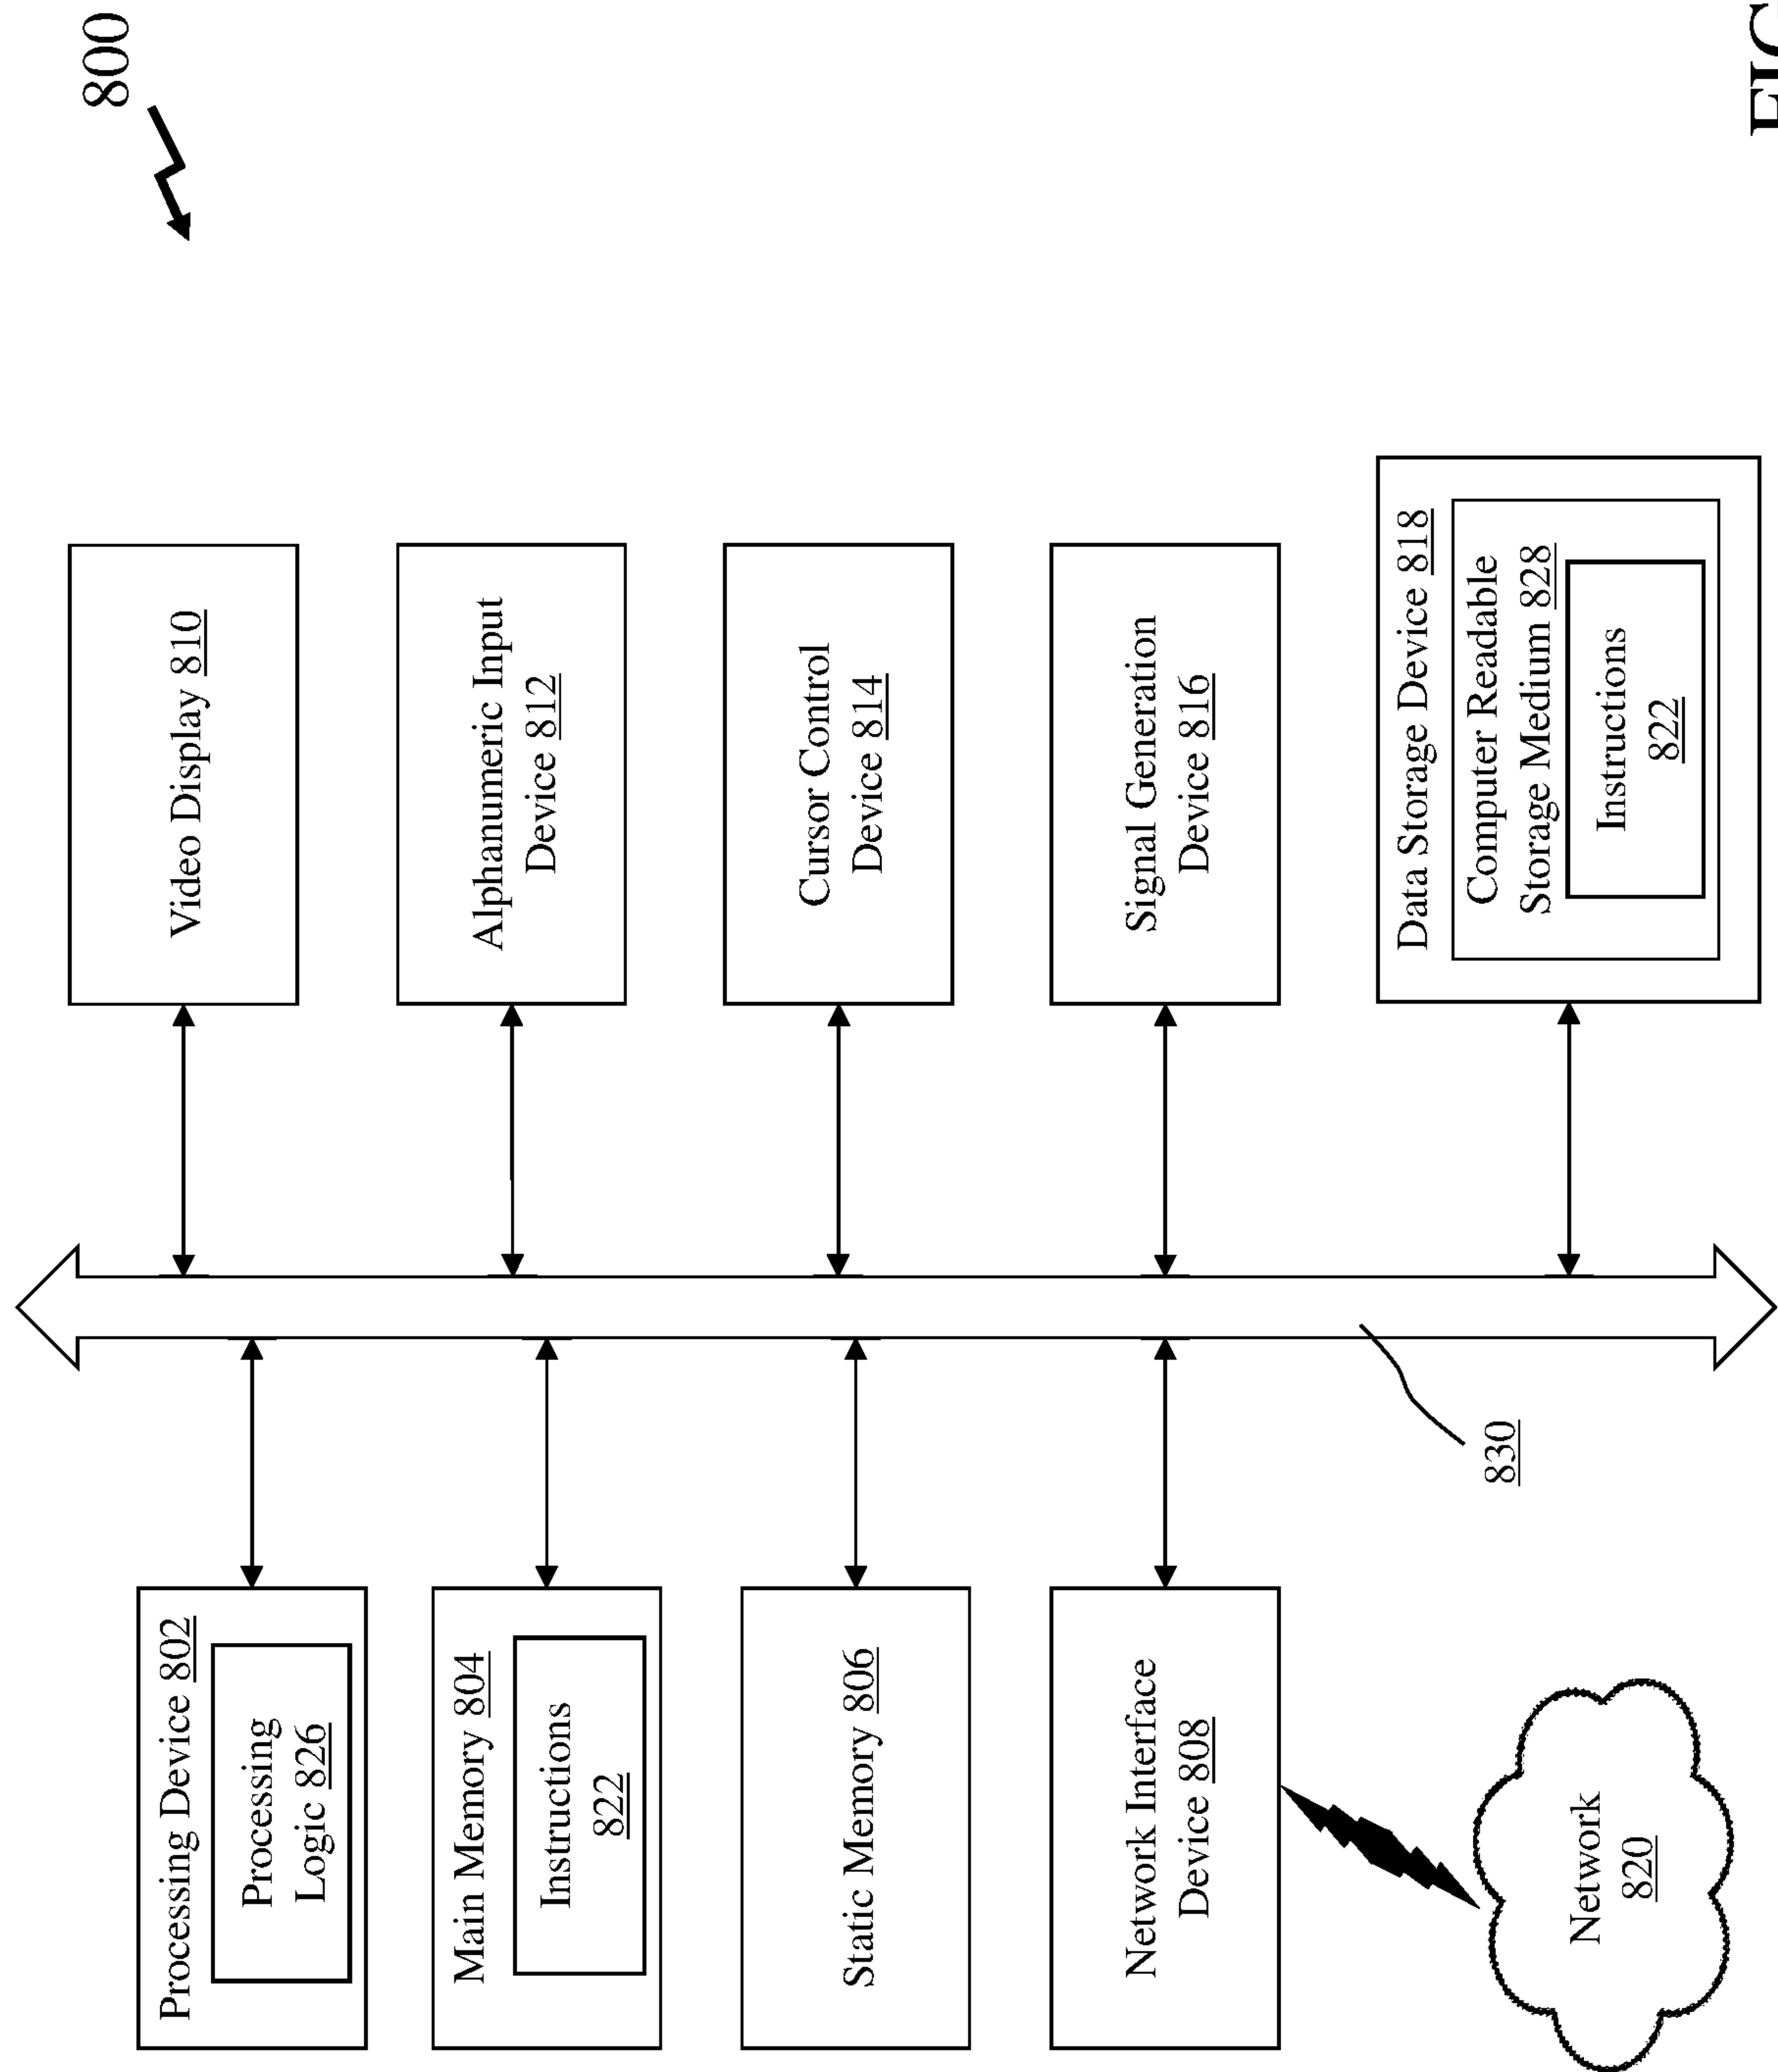 800
Processing Device 802
Processing
Logic 826
Video Display 810
Main Memory 804
Instructions
822
Alphanumeric Input
Device 812
Static Memory 806
Cursor Control
Device 814
Network Interface
Device 808
Signal Generation
Device 816
830
Data Storage Device 818
Computer Readable
Storage Medium 828
Instructions
822
Network
820
FIG